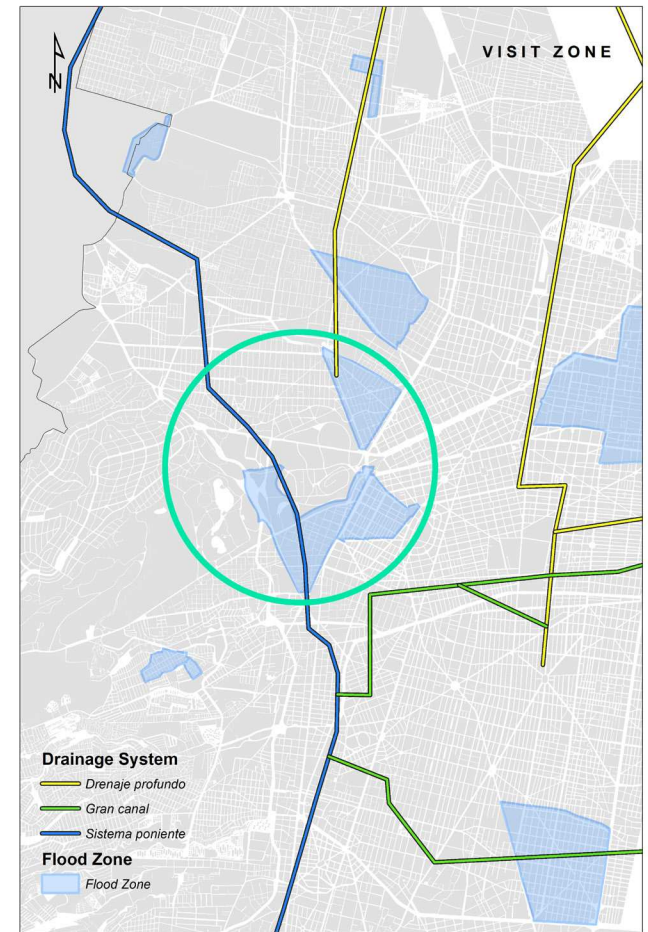 N
VISIT ZONE
Drainage System
Drenaje profundo
Gran canal
Sistema poniente
Flood Zone
Flood Zone